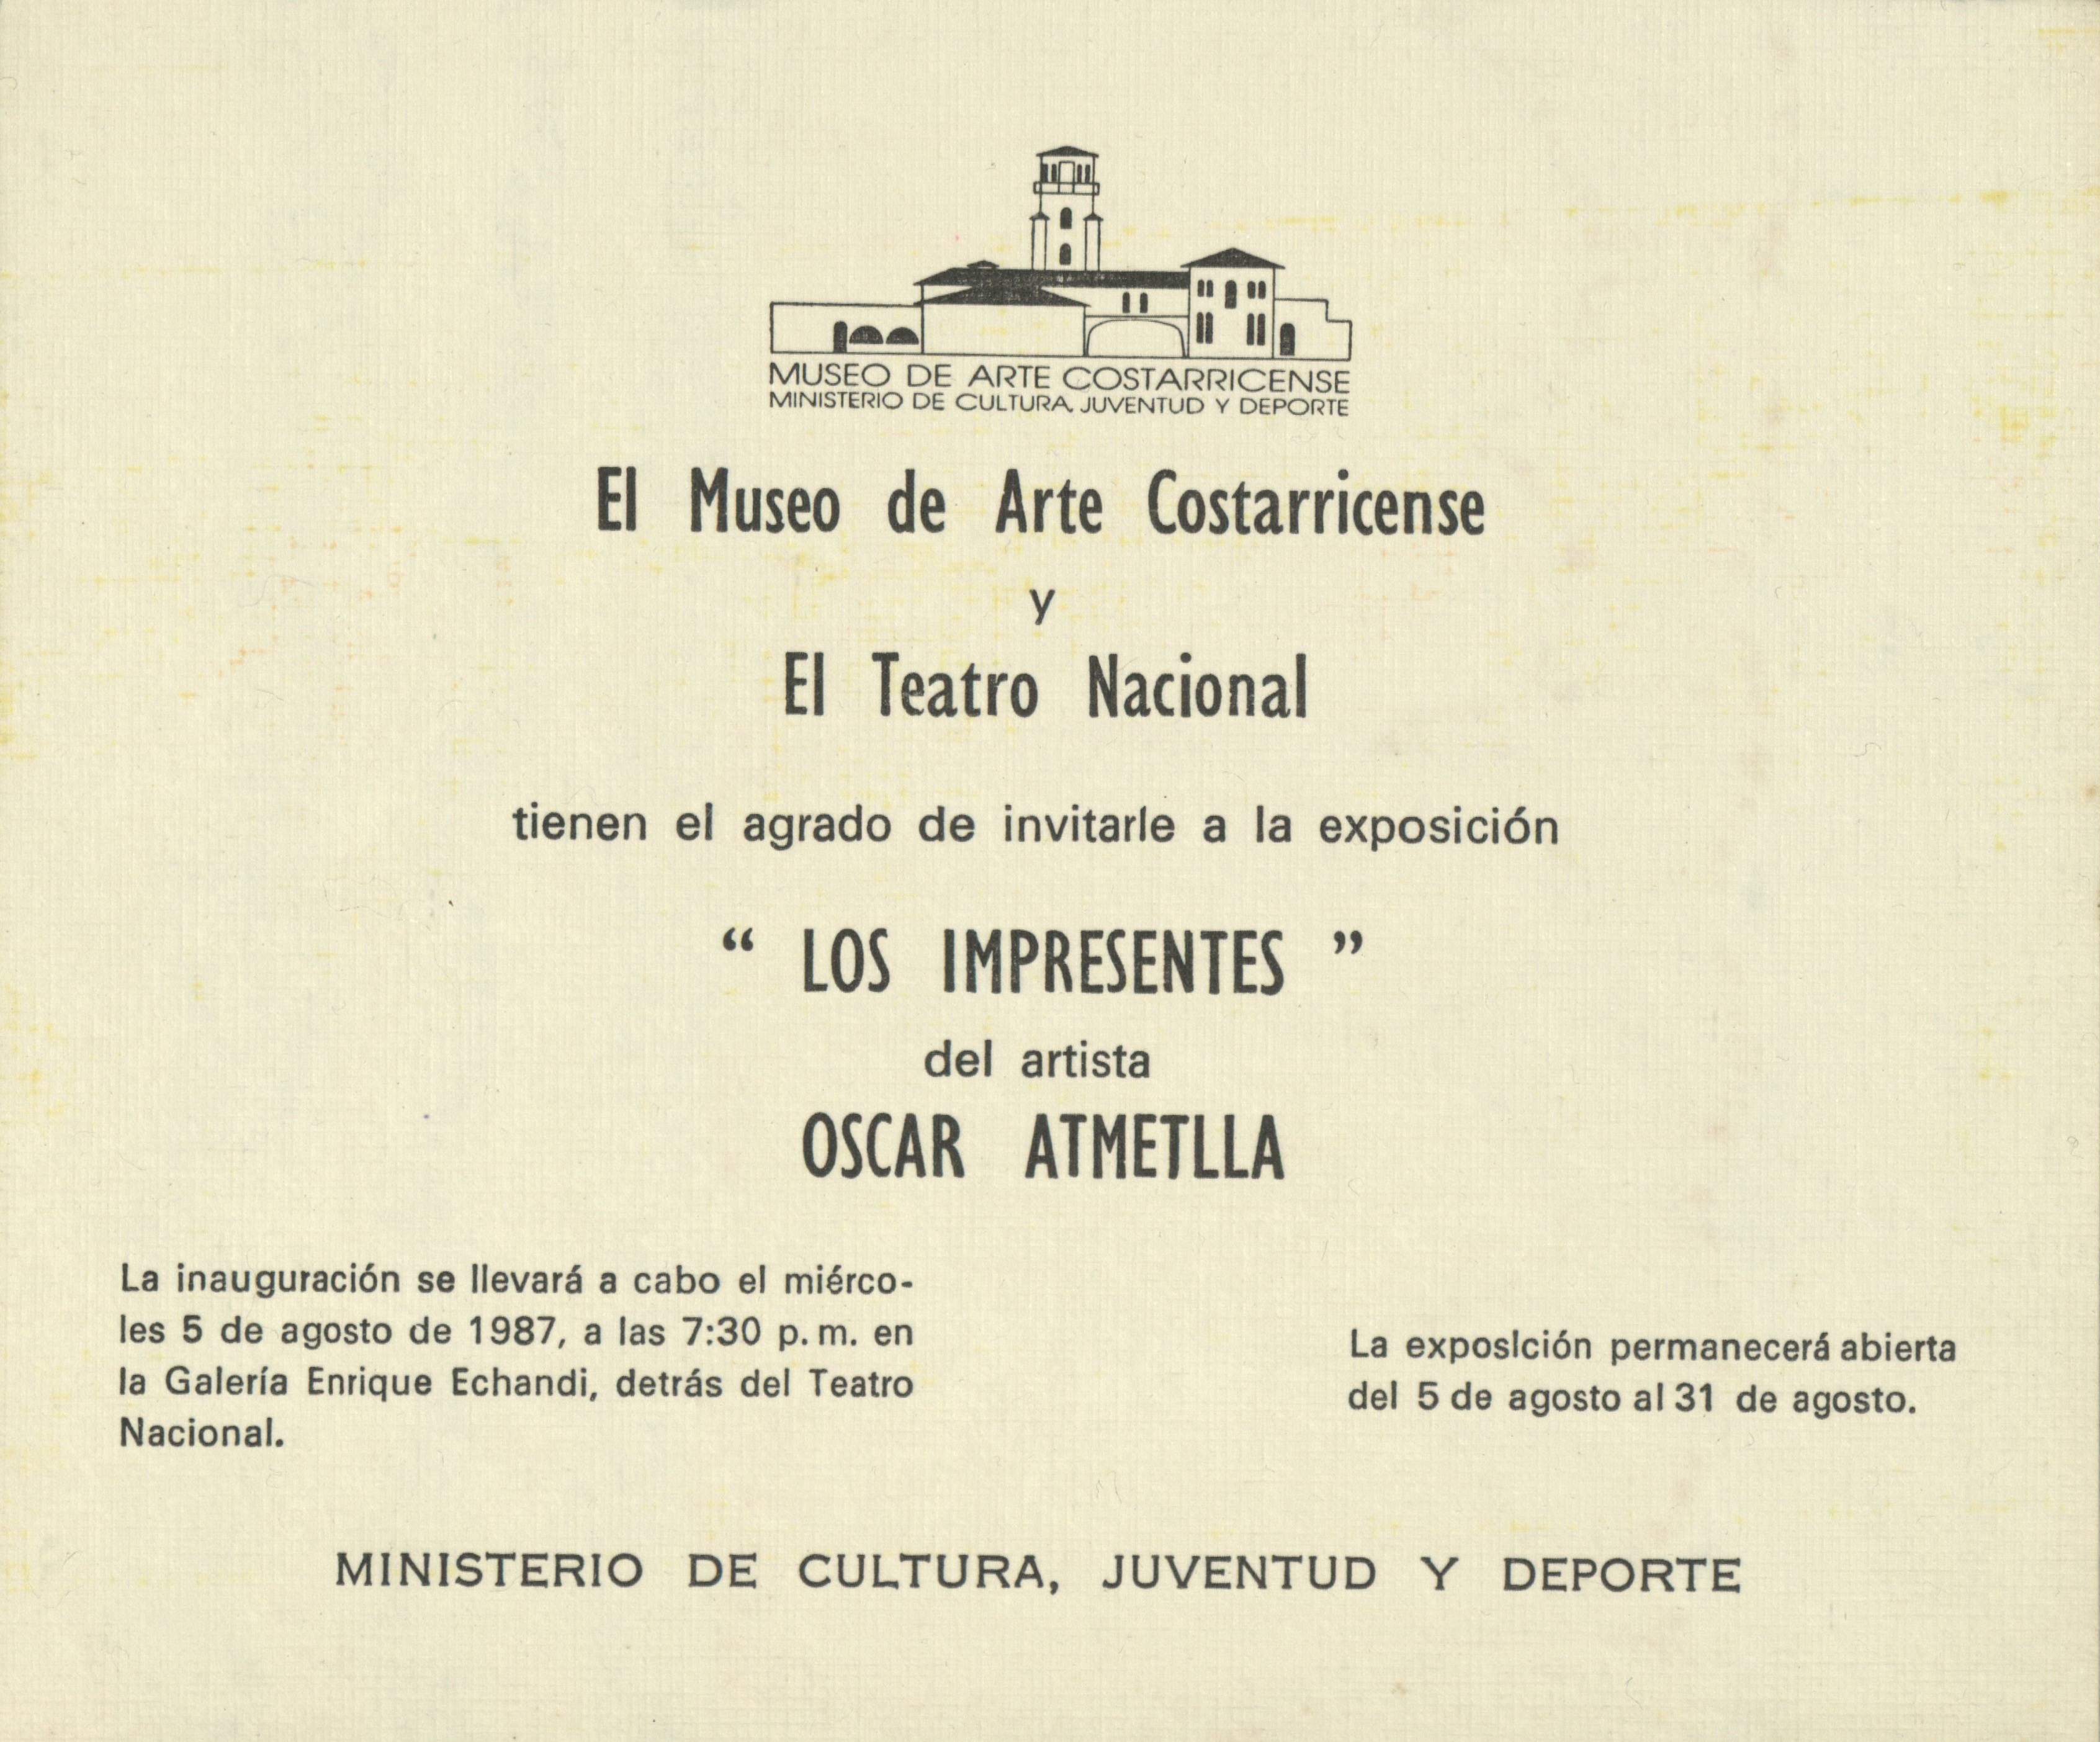 MUSEO DE ARTE COSTARRICENSE
MINISTERIO DE CULTURA, JUVENTUD Y DEPORTE
El Museo de Arte Costarricense
y
El Teatro Nacional
tienen el agrado de invitarle a la exposición
“ LOS IMPRESENTES ”
del artista
OSCAR ATMETLLA
La inauguración se llevará a cabo el miérco-
les 5 de agosto de 1987, a las 7:30 p. m. en
la Galería Enrique Echandi, detrás del Teatro
Nacional.
La exposición permanecerá abierta
del 5 de agosto al 31 de agosto.
MINISTERIO DE CULTURA, JUVENTUD Y DEPORTE